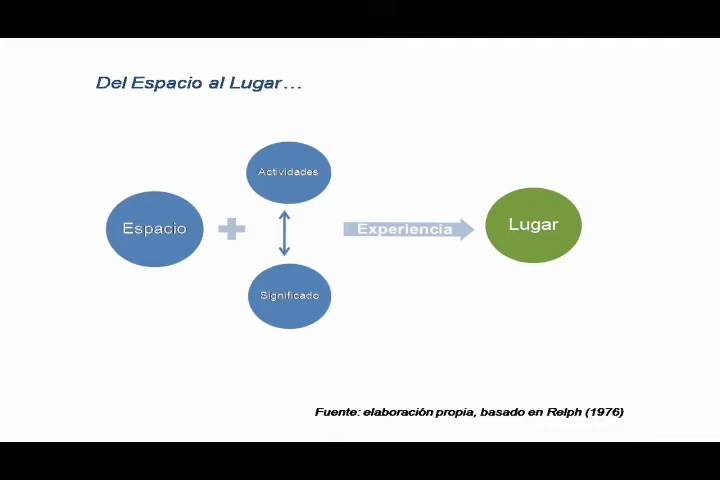 Del Espacio al Lugar…
Actividades
Espacio
Experiencia
Lugar
Significado
Fuente: elaboración propia, basado en Relph (1976)